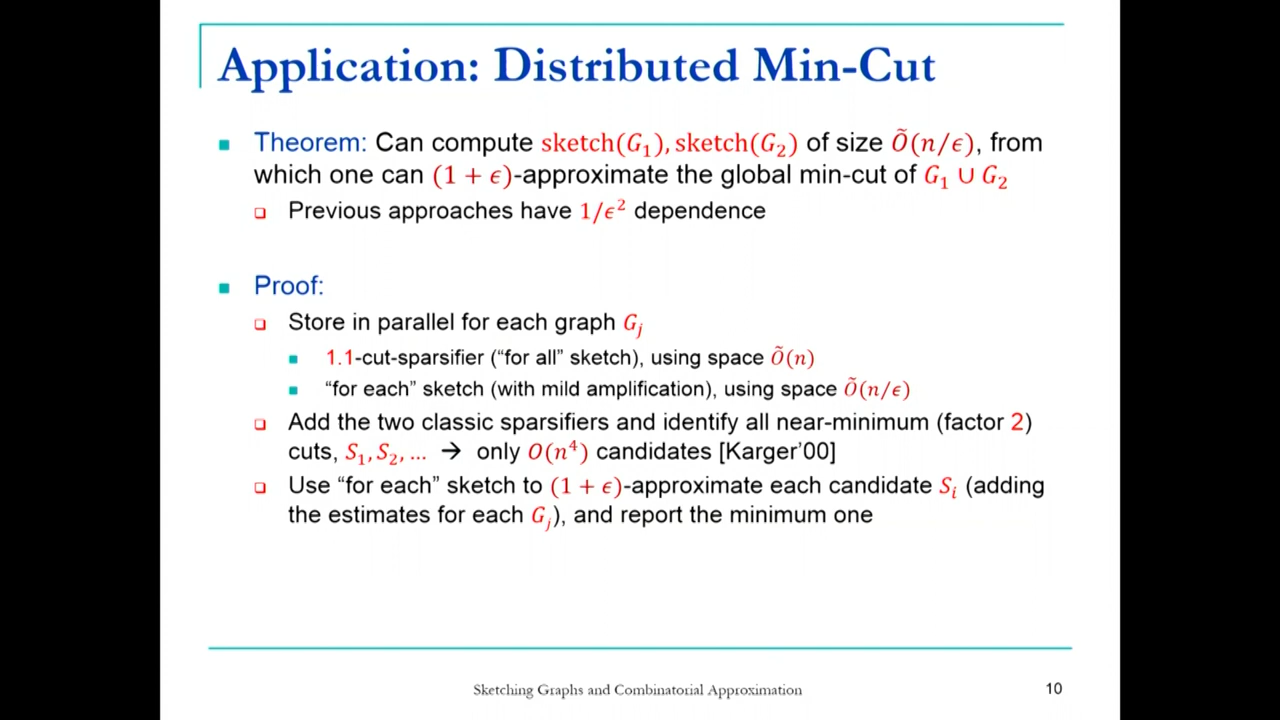 Application: Distributed Min-Cut
Theorem: Can compute sketch(G₁), sketch(G₂) of size Õ(n/ϵ), from
which one can (1 + ϵ)-approximate the global min-cut of G₁ ∪ G₂
Previous approaches have 1/ϵ² dependence
Proof:
Store in parallel for each graph Gⱼ
1.1-cut-sparsifier (“for all” sketch), using space Õ(n)
“for each” sketch (with mild amplification), using space Õ(n/ϵ)
Add the two classic sparsifiers and identify all near-minimum (factor 2)
cuts, S₁, S₂, … → only O(n⁴) candidates [Karger’00]
Use “for each” sketch to (1 + ϵ)-approximate each candidate Sᵢ (adding
the estimates for each Gⱼ), and report the minimum one
Sketching Graphs and Combinatorial Approximation
10